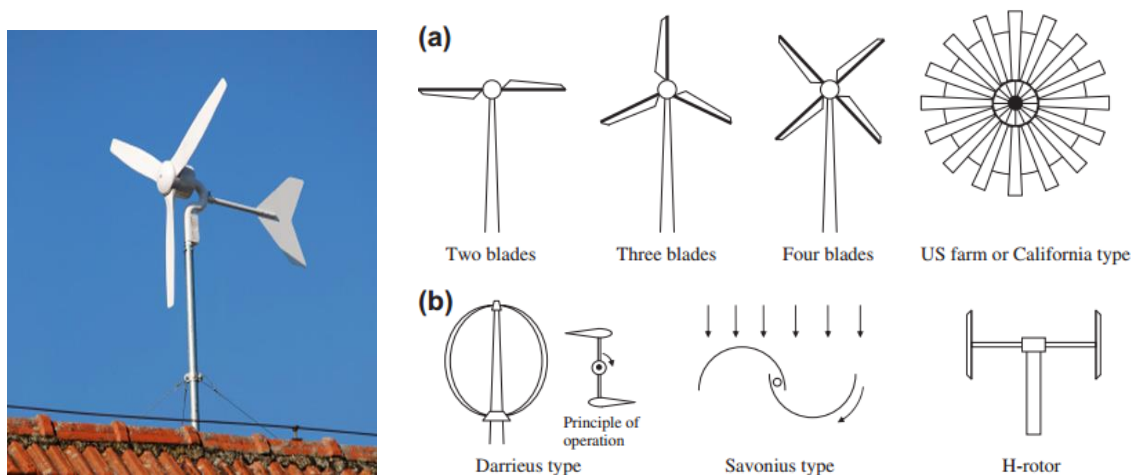 (a)
Two blades
Three blades
Four blades
US farm or California type
(b)
Principle of
operation
Darrieus type
Savonius type
H-rotor